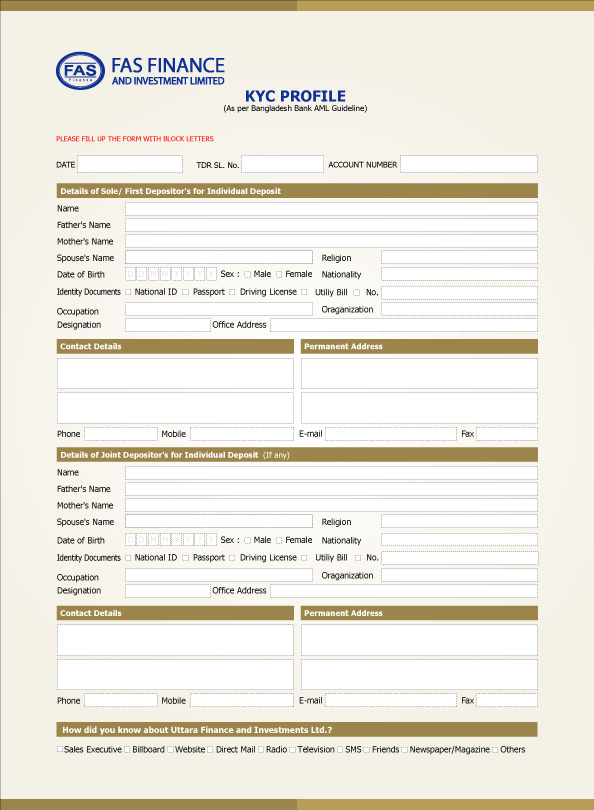 FAS
Finance
FAS FINANCE
AND INVESTMENT LIMITED
KYC PROFILE
(As per Bangladesh Bank AML Guideline)
PLEASE FILL UP THE FORM WITH BLOCK LETTERS
DATE TDR SL. No. ACCOUNT NUMBER
Details of Sole/ First Depositor's for Individual Deposit
Name
Father's Name
Mother's Name
Spouse's Name Religion
Date of Birth D D M M Y Y Y Y Sex : Male Female Nationality
Identity Documents National ID Passport Driving License Utiliy Bill No.
Occupation Oraganization
Designation Office Address
Contact Details Permanent Address
Phone Mobile E-mail Fax
Details of Joint Depositor's for Individual Deposit (If any)
Name
Father's Name
Mother's Name
Spouse's Name Religion
Date of Birth D D M M Y Y Y Y Sex : Male Female Nationality
Identity Documents National ID Passport Driving License Utiliy Bill No.
Occupation Oraganization
Designation Office Address
Contact Details Permanent Address
Phone Mobile E-mail Fax
How did you know about Uttara Finance and Investments Ltd.?
Sales Executive Billboard Website Direct Mail Radio Television SMS Friends Newspaper/Magazine Others